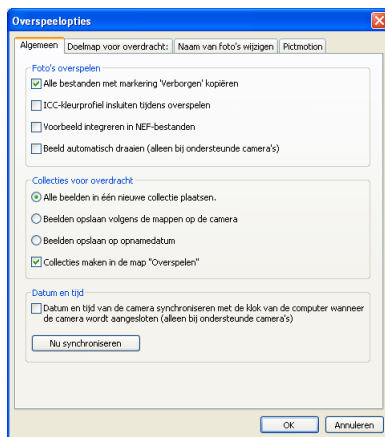 Overspeelopties
Algemeen Doelmap voor overdracht: Naam van foto's wijzigen Pictmotion
Foto's overspelen
Alle bestanden met markering 'Verborgen' kopiëren
ICC-kleurprofiel insluiten tijdens overspelen
Voorbeeld integreren in NEF-bestanden
Beeld automatisch draaien (alleen bij ondersteunde camera's)
Collecties voor overdracht
Alle beelden in één nieuwe collectie plaatsen.
Beelden opslaan volgens de mappen op de camera
Beelden opslaan op opnamedatum
Collecties maken in de map "Overspelen"
Datum en tijd
Datum en tijd van de camera synchroniseren met de klok van de computer wanneer
de camera wordt aangesloten (alleen bij ondersteunde camera's)
Nu synchroniseren
OK Annuleren